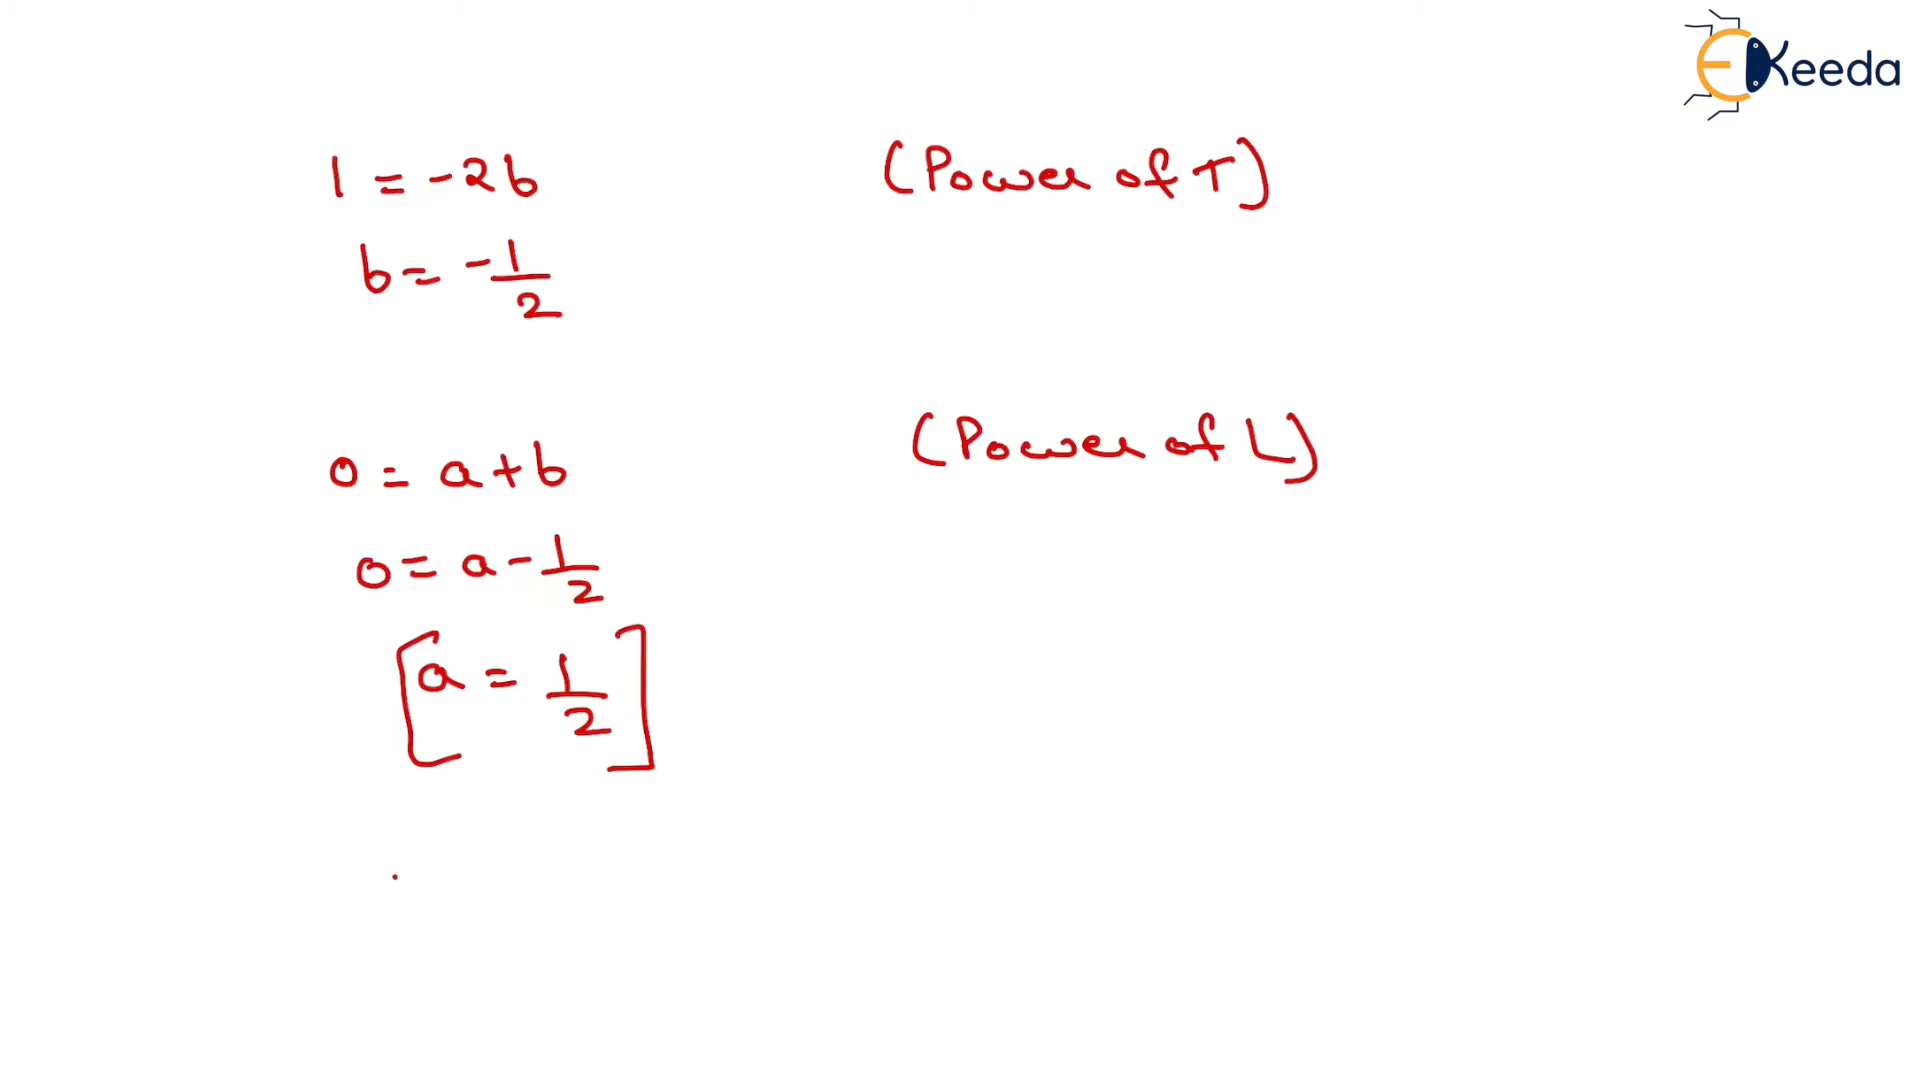 EKeeda
1 = -2b (Power of T)
b = -1/2
0 = a+b (Power of L)
0 = a - 1/2
[a = 1/2]